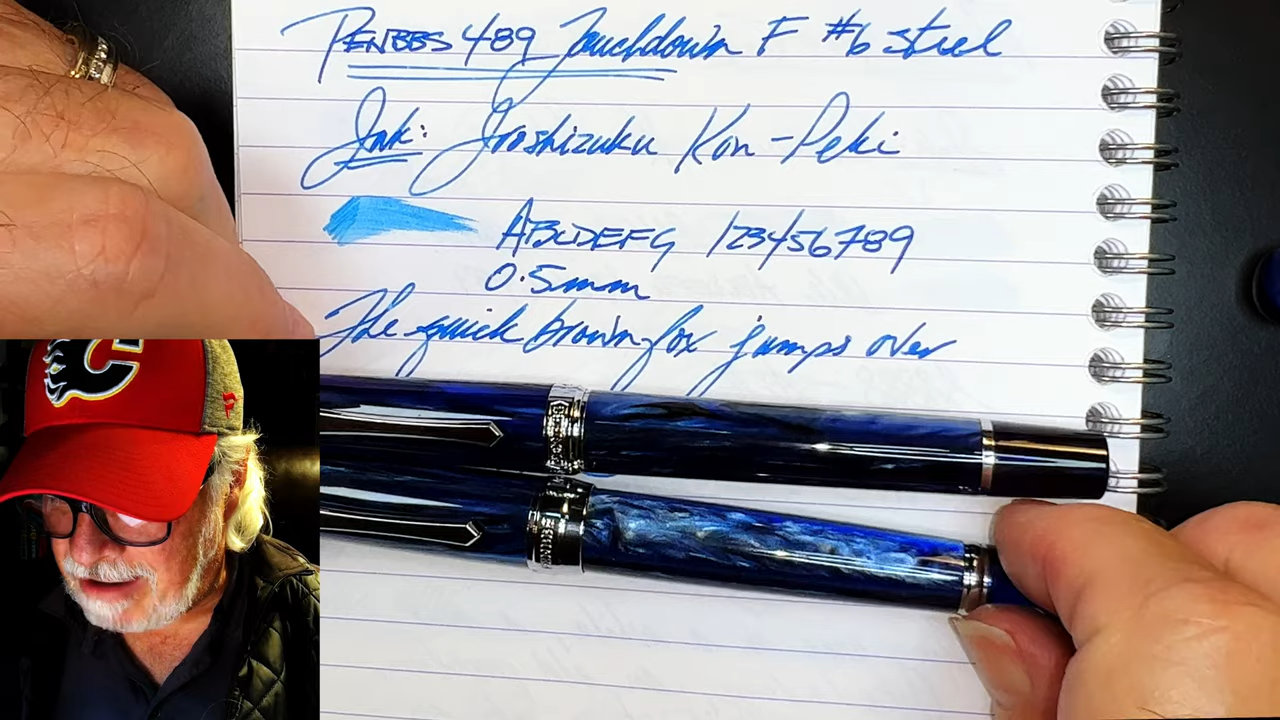 PENBBS 489 Touchdown F #6 steel
Ink: Iroshizuku Kon-Peki
ABCDEFG 123456789
0.5mm
The quick brown fox jumps over
C
PENBBS